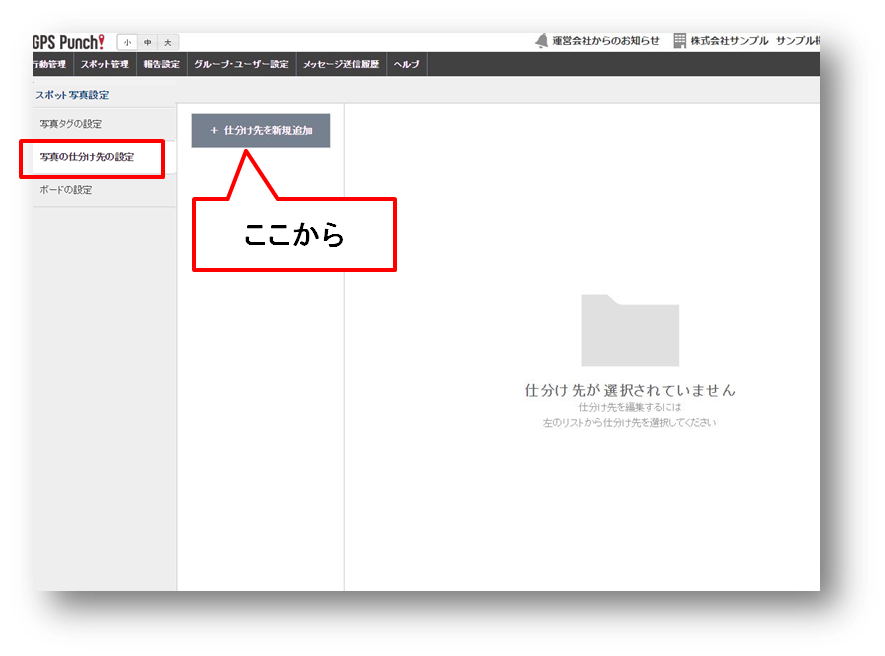 GPS Punch! 小 中 大 運営会社からのお知らせ 株式会社サンプル サンプル
行動管理 スポット管理 報告設定 グループ・ユーザー設定 メッセージ送信履歴 ヘルプ
スポット写真設定
写真タグの設定
写真の仕分け先の設定
ボードの設定
+ 仕分け先を新規追加
ここから
仕分け先が選択されていません
仕分け先を編集するには
左のリストから仕分け先を選択してください